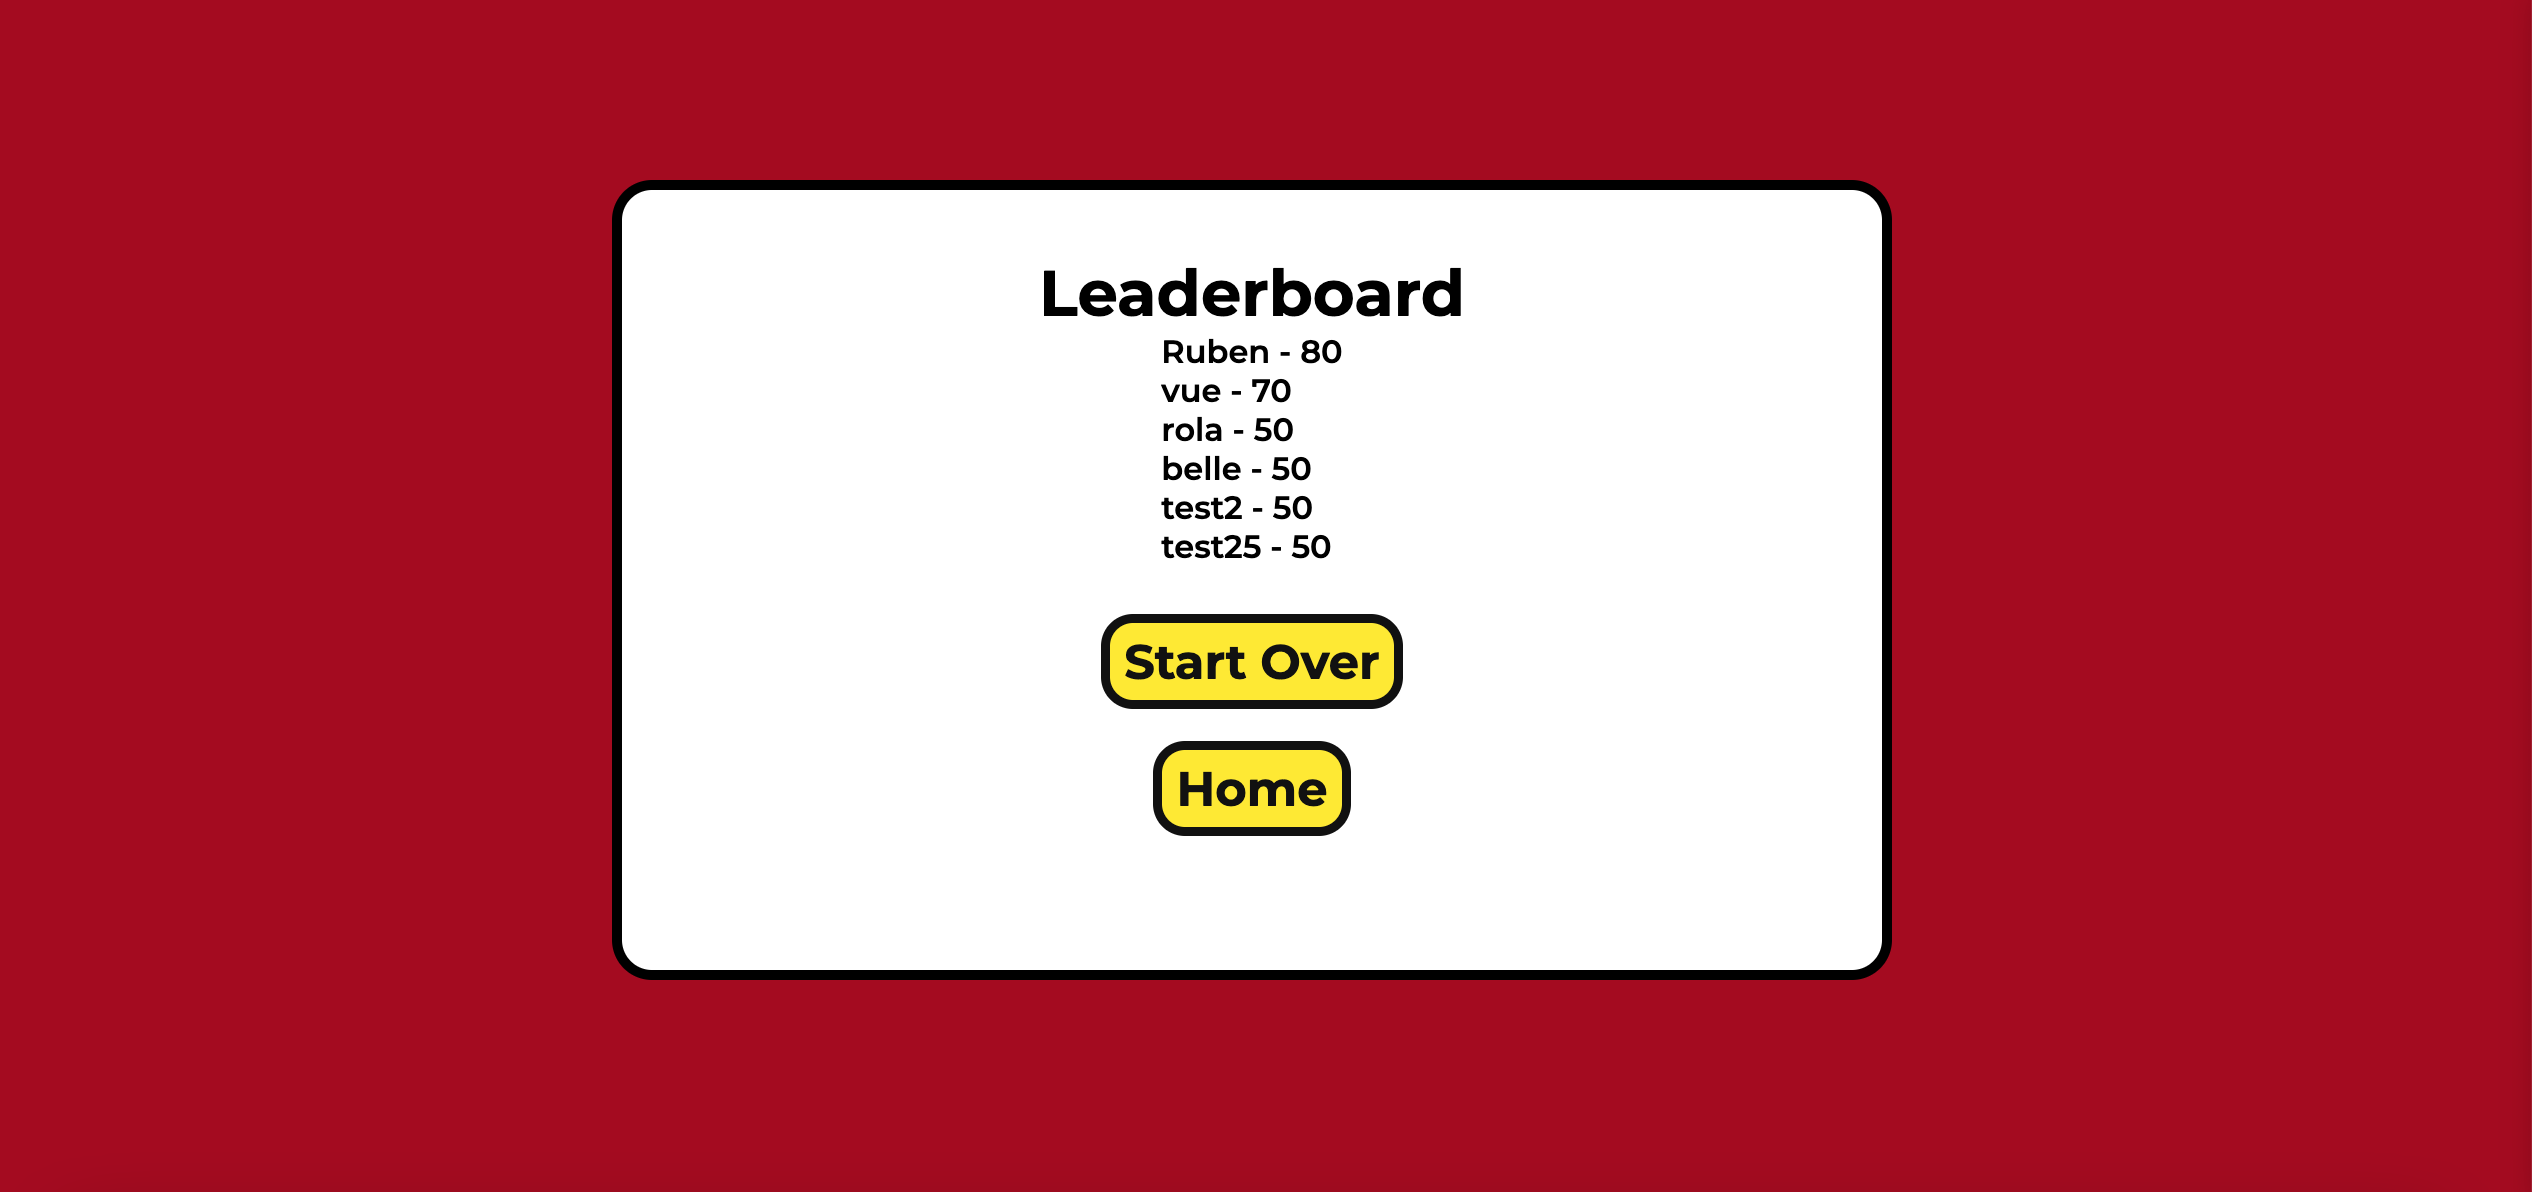 Leaderboard
Ruben - 80
vue - 70
rola - 50
belle - 50
test2 - 50
test25 - 50
Start Over
Home